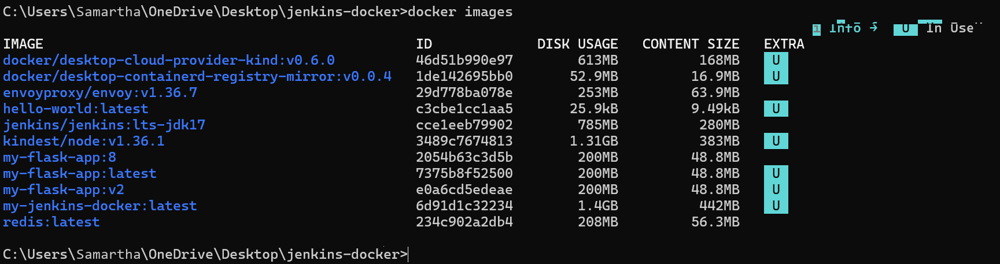 C:\Users\Samartha\OneDrive\Desktop\jenkins-docker>docker images
i Info → U In Use
IMAGE ID DISK USAGE CONTENT SIZE EXTRA
docker/desktop-cloud-provider-kind:v0.6.0 46d51b990e97 613MB 168MB U
docker/desktop-containerd-registry-mirror:v0.0.4 1de142695bb0 52.9MB 16.9MB U
envoyproxy/envoy:v1.36.7 29d778ba078e 253MB 63.9MB
hello-world:latest c3cbe1cc1aa5 25.9kB 9.49kB U
jenkins/jenkins:lts-jdk17 cce1eeb79902 785MB 280MB
kindest/node:v1.36.1 3489c7674813 1.31GB 383MB U
my-flask-app:8 2054b63c3d5b 200MB 48.8MB
my-flask-app:latest 7375b8f52500 200MB 48.8MB U
my-flask-app:v2 e0a6cd5edeae 200MB 48.8MB U
my-jenkins-docker:latest 6d91d1c32234 1.4GB 442MB U
redis:latest 234c902a2db4 208MB 56.3MB
C:\Users\Samartha\OneDrive\Desktop\jenkins-docker>